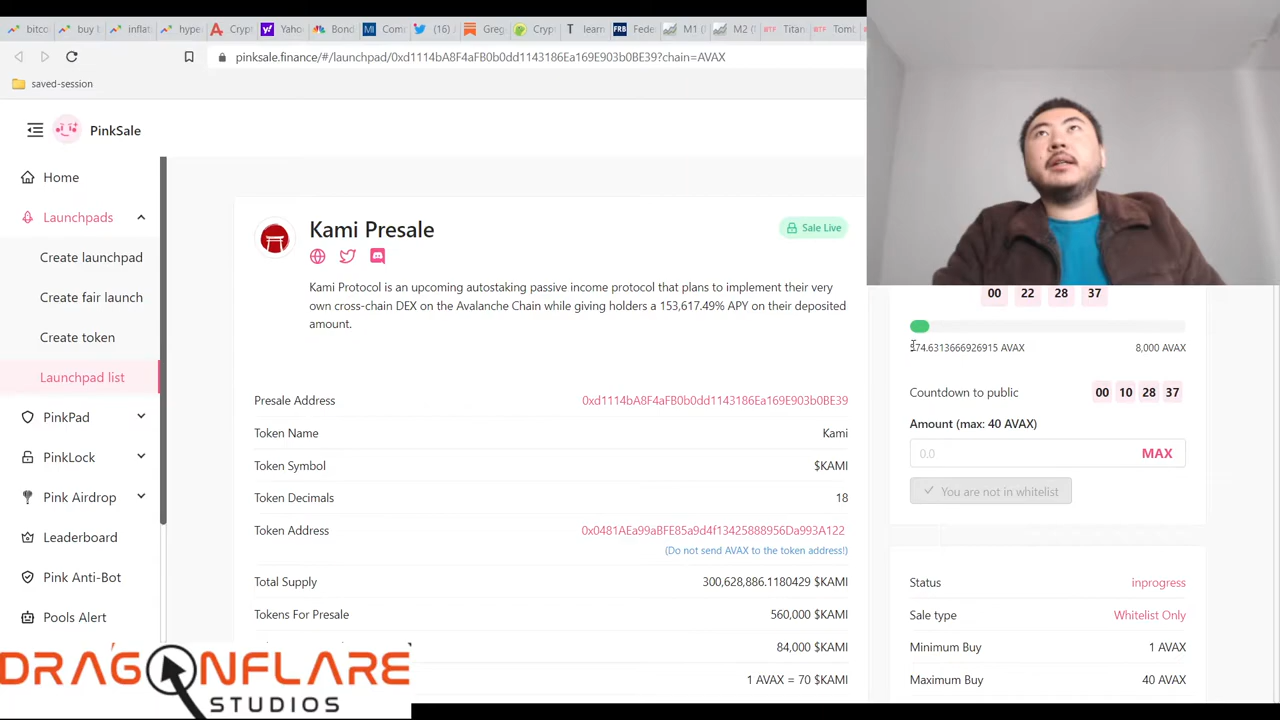 bitco
buy t
inflat
hype
Crypt
Yaho
Bond
Com
(16)
Greg
Cryp
learn
Fede
M1 (
M2 (
Titan
Tomb
pinksale.finance/#/launchpad/0xd1114bA8F4aFB0b0dd1143186Ea169E903b0BE39?chain=AVAX
saved-session
PinkSale
Home
Launchpads
Create launchpad
Create fair launch
Create token
Launchpad list
PinkPad
PinkLock
Pink Airdrop
Leaderboard
Pink Anti-Bot
Pools Alert
Kami Presale
Sale Live
Kami Protocol is an upcoming autostaking passive income protocol that plans to implement their very
own cross-chain DEX on the Avalanche Chain while giving holders a 153,617.49% APY on their deposited
amount.
Presale Address 0xd1114bA8F4aFB0b0dd1143186Ea169E903b0BE39
Token Name Kami
Token Symbol $KAMI
Token Decimals 18
Token Address 0x0481AEa99aBFE85a9d4f13425888956Da993A122
(Do not send AVAX to the token address!)
Total Supply 300,628,886.1180429 $KAMI
Tokens For Presale 560,000 $KAMI
84,000 $KAMI
1 AVAX = 70 $KAMI
00 22 28 37
AVAX 8,000 AVAX
Countdown to public 00 10 28 37
Amount (max: 40 AVAX)
0.0 MAX
You are not in whitelist
Status inprogress
Sale type Whitelist Only
Minimum Buy 1 AVAX
Maximum Buy 40 AVAX
DRAGONFLARE
STUDIOS